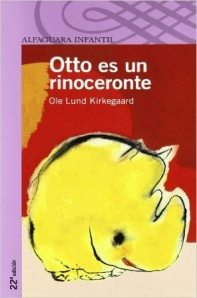 ALFAGUARA INFANTIL
Otto es un
rinoceronte
Ole Lund Kirkegaard
22ª edición